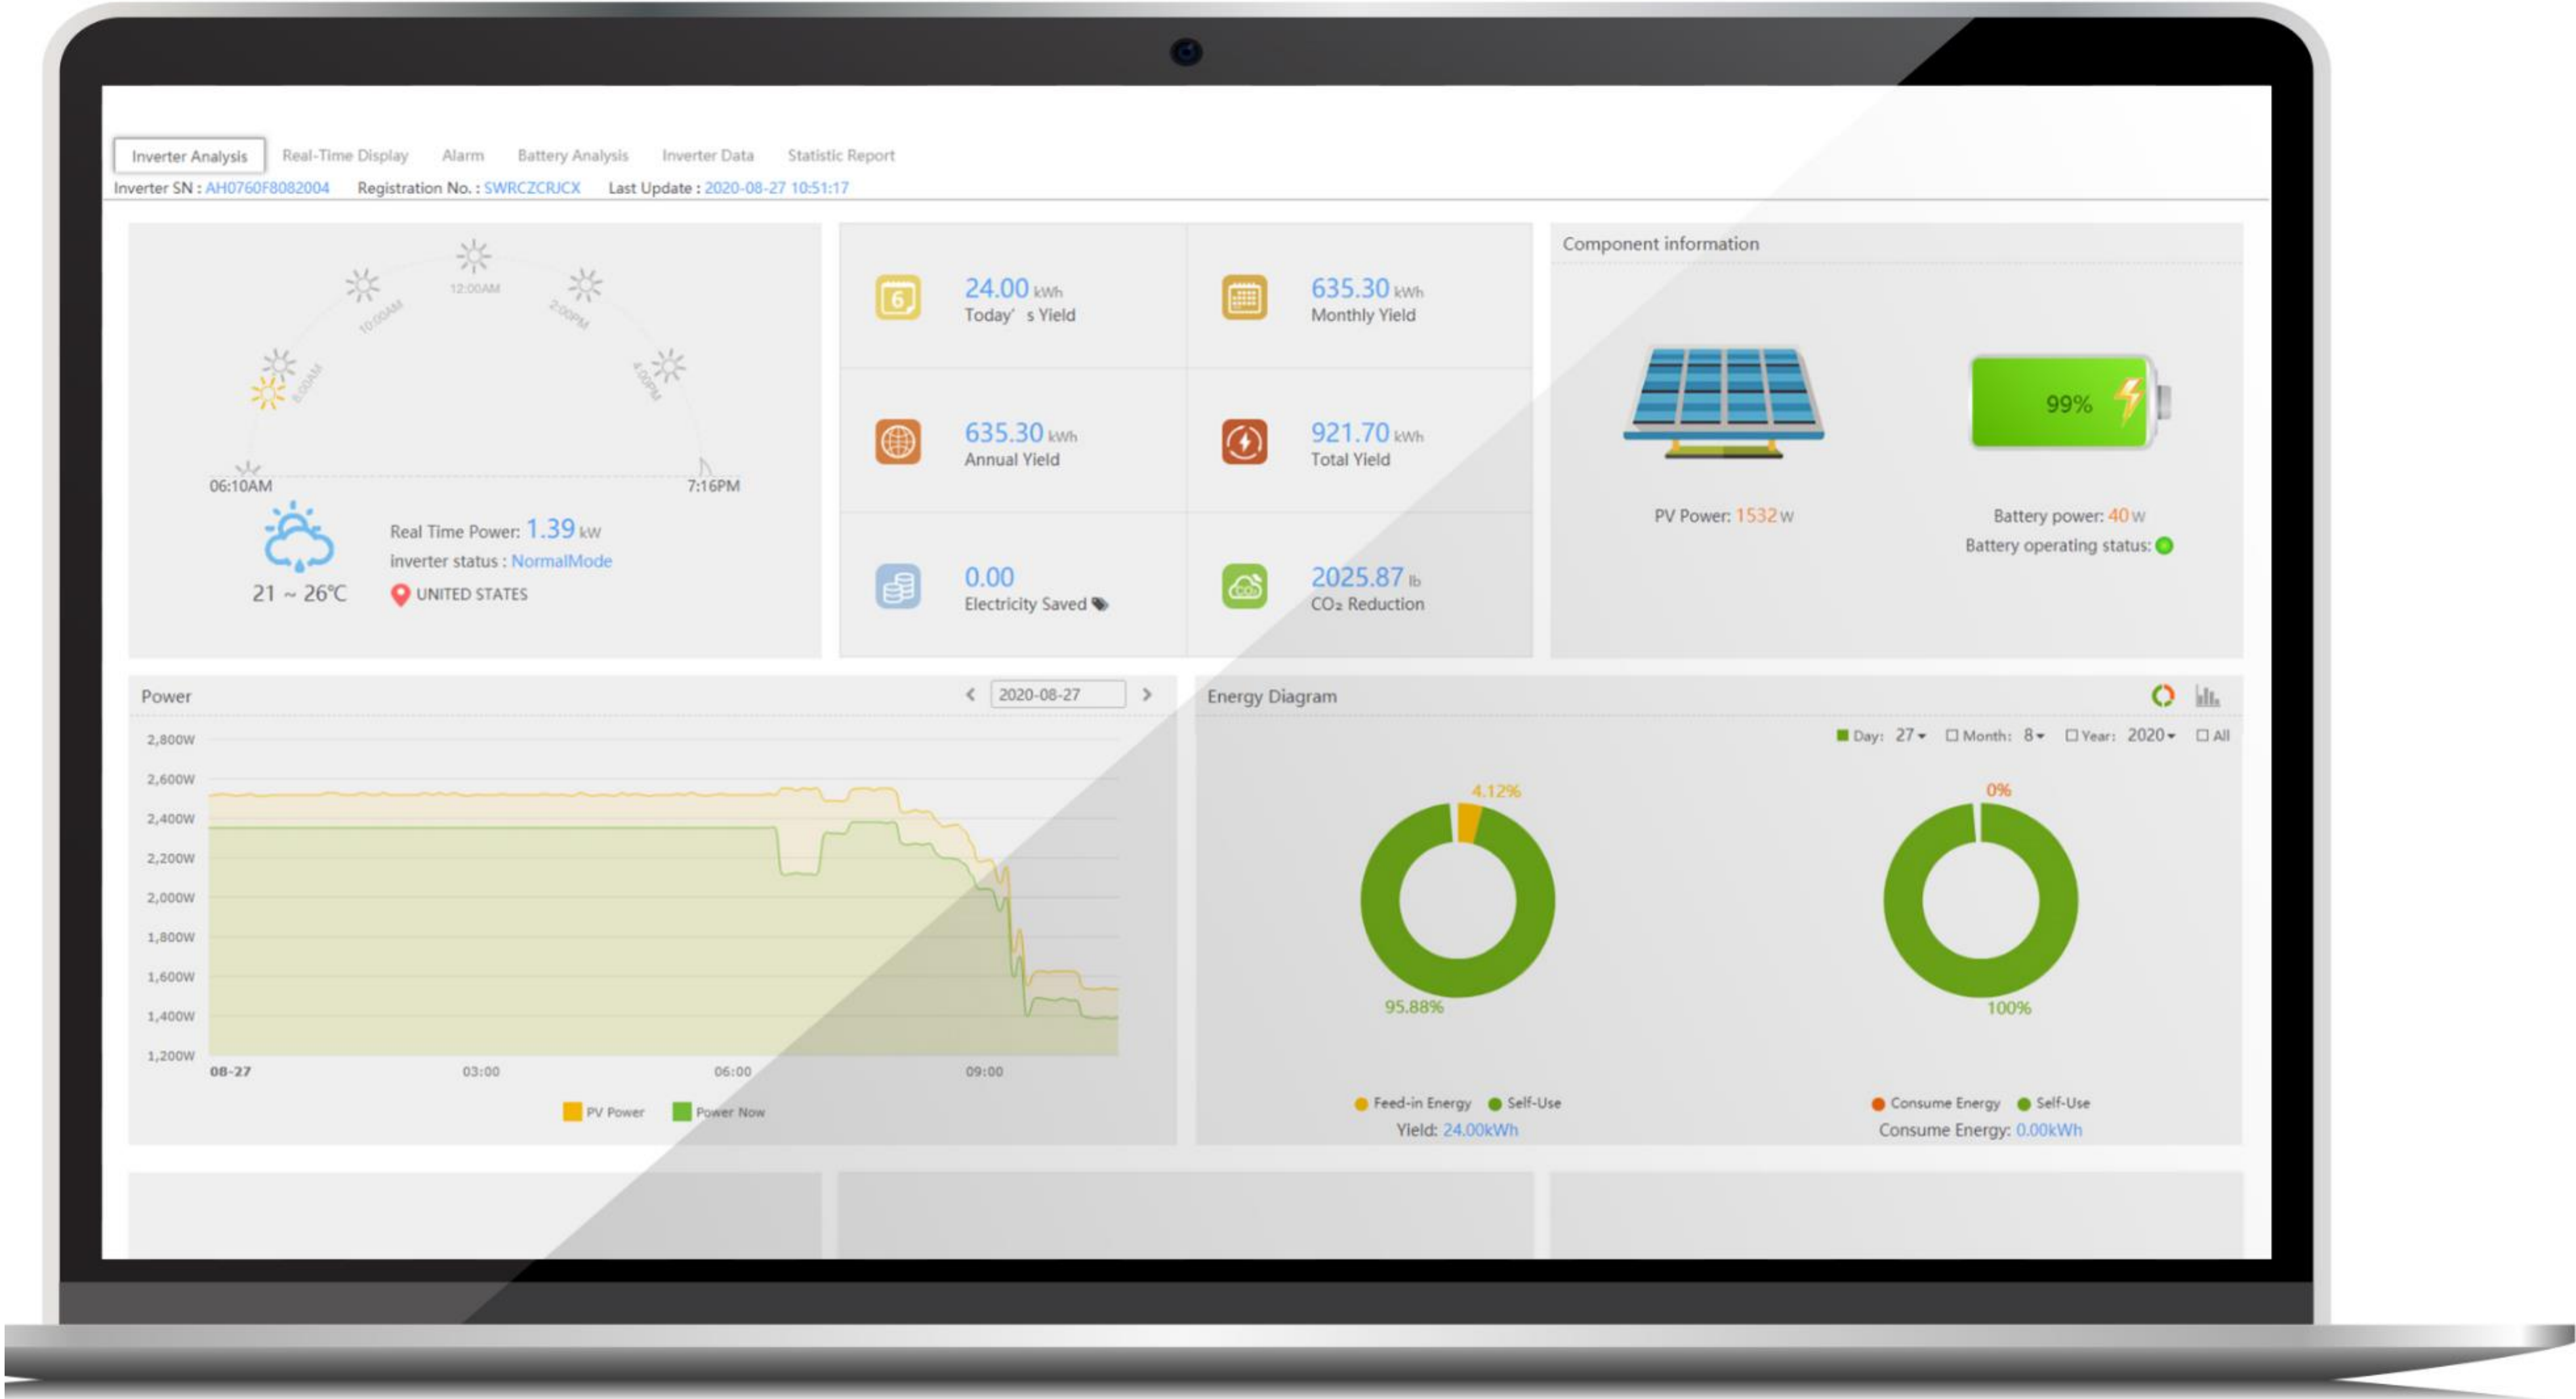 Inverter Analysis Real-Time Display Alarm Battery Analysis Inverter Data Statistic Report
Inverter SN : AH0760F8082004 Registration No. : SWRCZCRJCX Last Update : 2020-08-27 10:51:17
12:00AM
10:00AM
2:00PM
8:00AM
4:00PM
06:10AM
7:16PM
21 ~ 26℃
Real Time Power: 1.39 kW
inverter status : NormalMode
UNITED STATES
6
24.00 kWh
Today' s Yield
635.30 kWh
Monthly Yield
635.30 kWh
Annual Yield
921.70 kWh
Total Yield
0.00
Electricity Saved
CO₂
2025.87 lb
CO₂ Reduction
Component information
99%
PV Power: 1532 W
Battery power: 40 W
Battery operating status:
Power
2020-08-27
2,800W
2,600W
2,400W
2,200W
2,000W
1,800W
1,600W
1,400W
1,200W
08-27 03:00 06:00 09:00
PV Power Power Now
Energy Diagram
Day: 27 Month: 8 Year: 2020 All
4.12%
95.88%
Feed-in Energy Self-Use
Yield: 24.00kWh
0%
100%
Consume Energy Self-Use
Consume Energy: 0.00kWh